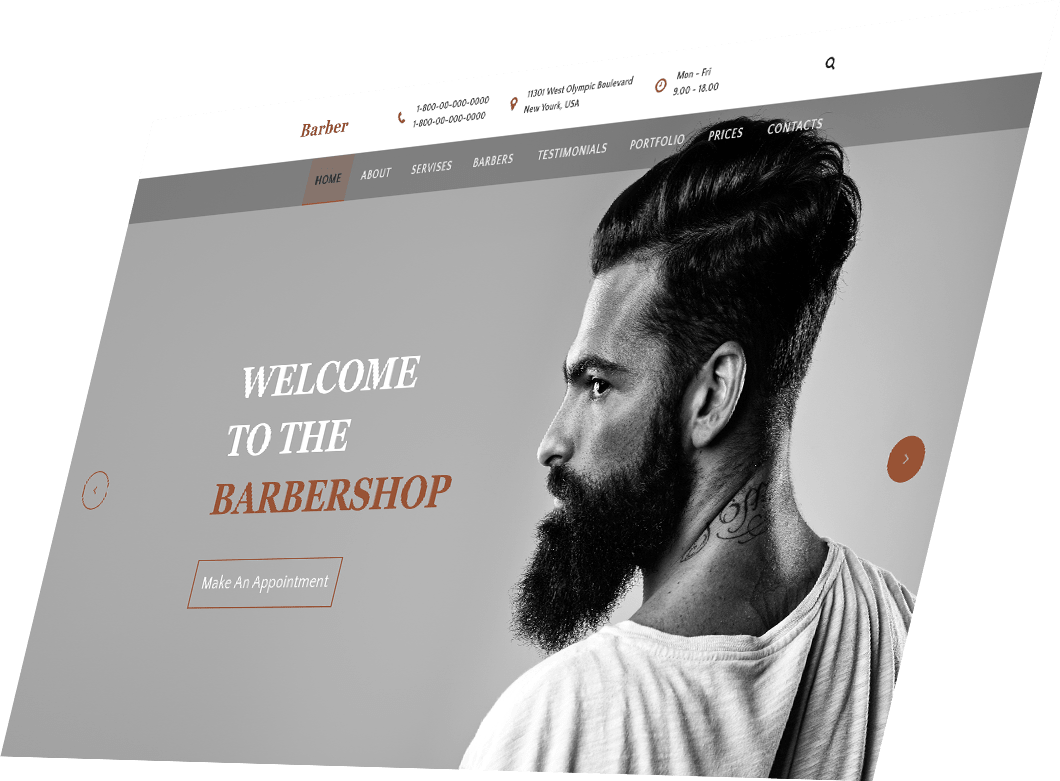 Barber
1-800-00-000-0000
1-800-00-000-0000
11301 West Olympic Boulevard
New Yourk, USA
Mon - Fri
9.00 - 18.00
HOME
ABOUT
SERVISES
BARBERS
TESTIMONIALS
PORTFOLIO
PRICES
CONTACTS
WELCOME
TO THE
BARBERSHOP
Make An Appointment